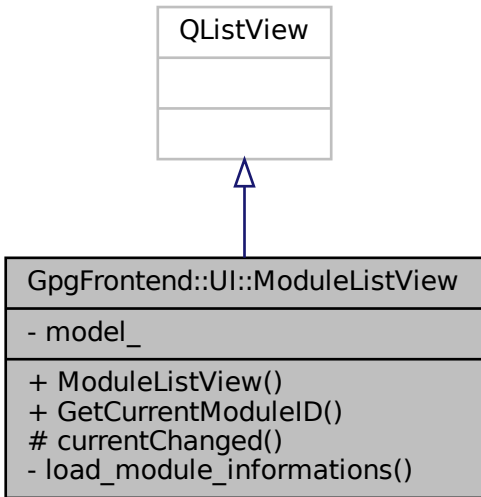 QListView
GpgFrontend::UI::ModuleListView
- model_
+ ModuleListView()
+ GetCurrentModuleID()
# currentChanged()
- load_module_informations()